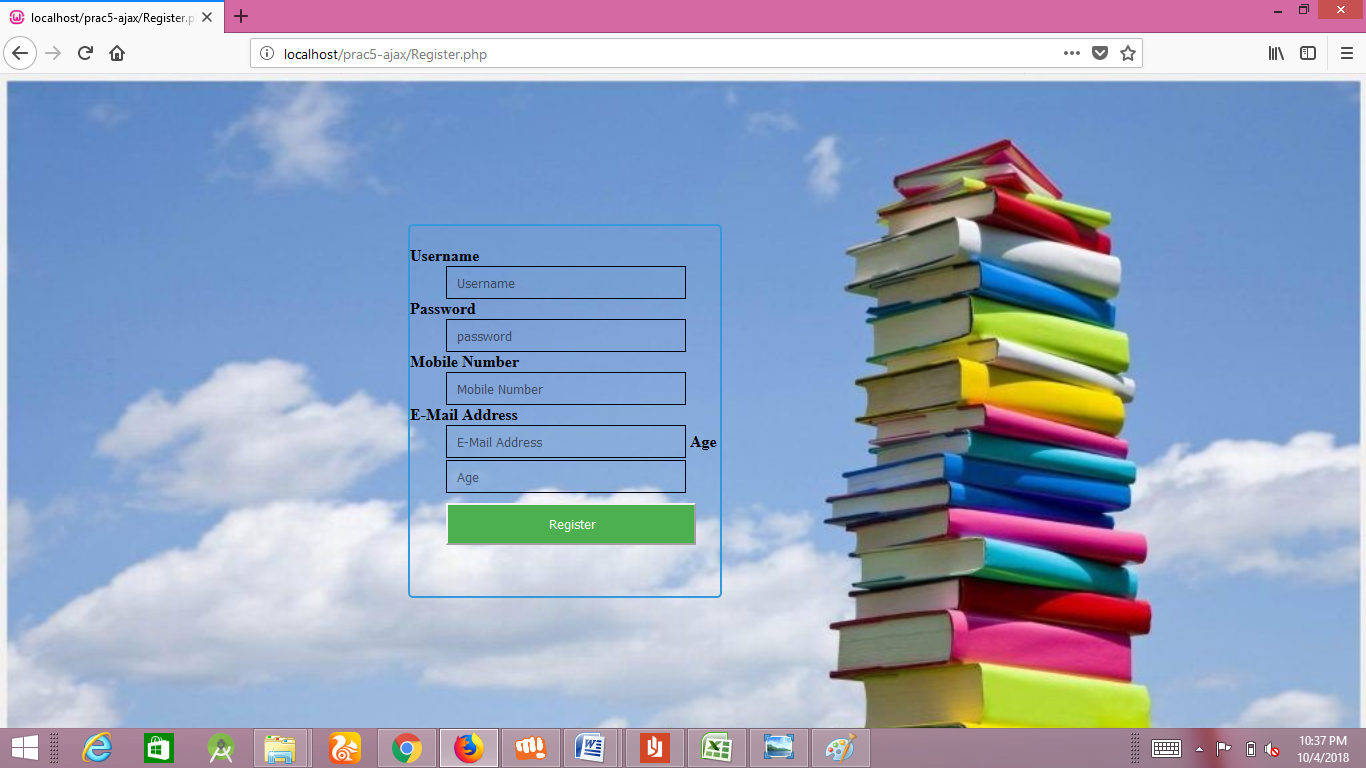 localhost/prac5-ajax/Register.p
localhost/prac5-ajax/Register.php
Username
Username
Password
password
Mobile Number
Mobile Number
E-Mail Address
E-Mail Address Age
Age
Register
10:37 PM
10/4/2018